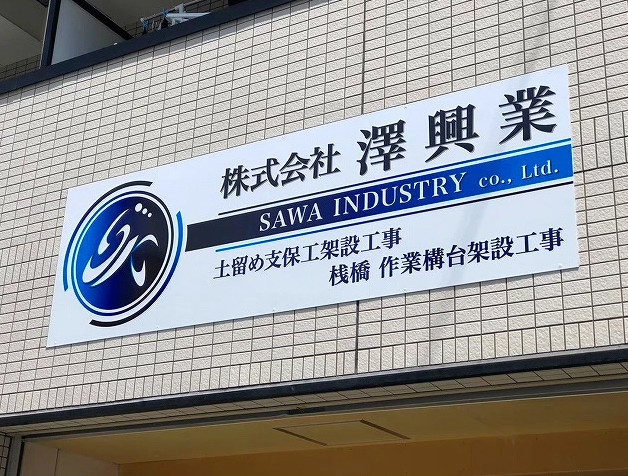 株式会社 澤興業
SAWA INDUSTRY co., Ltd.
土留め支保工架設工事
桟橋 作業構台架設工事